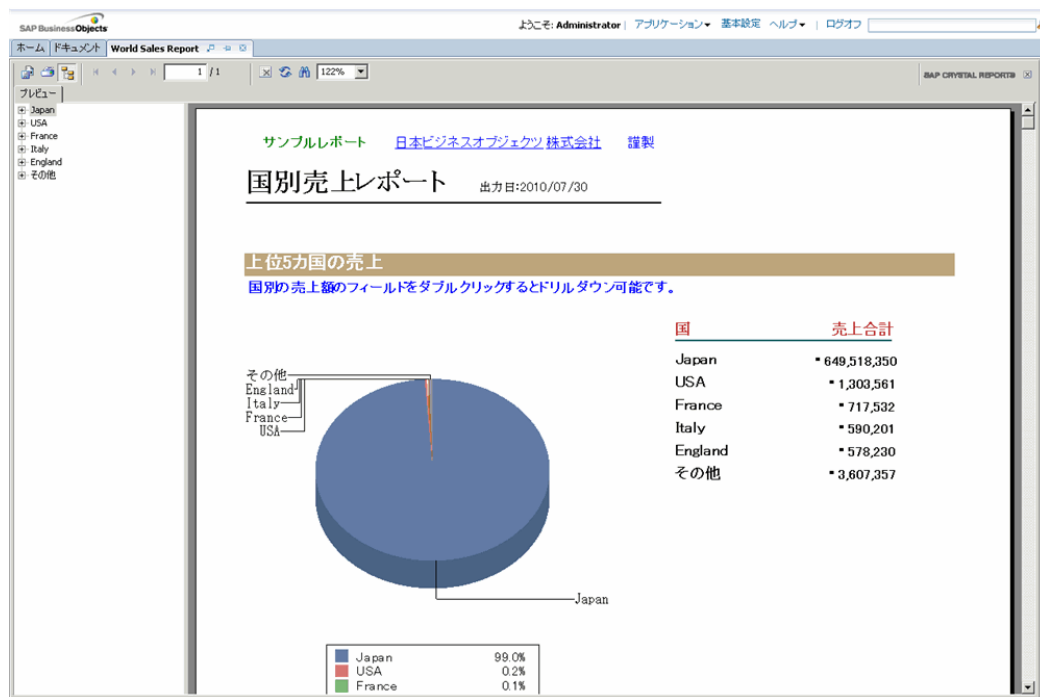 SAP BusinessObjects
ようこそ: Administrator | アプリケーション 基本設定 ヘルプ | ログオフ
ホーム ドキュメント World Sales Report
1 / 1 122% SAP CRYSTAL REPORTS
プレビュー
Japan
USA
France
Italy
England
その他
サンプルレポート 日本ビジネスオブジェクツ 株式会社 謹製
国別売上レポート 出力日:2010/07/30
上位5カ国の売上
国別の売上額のフィールドをダブルクリックするとドリルダウン可能です。
国 売上合計
Japan 649,518,350
USA 1,303,561
France 717,532
Italy 590,201
England 578,230
その他 3,607,357
その他
England
Italy
France
USA
Japan
Japan 99.0%
USA 0.2%
France 0.1%